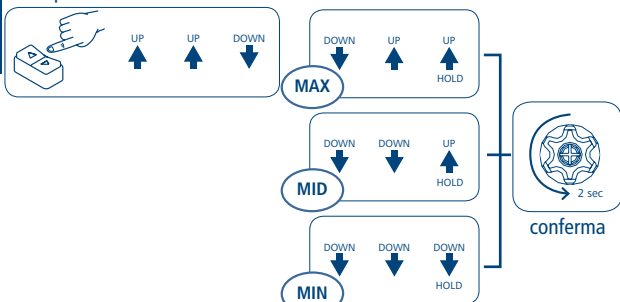 UP UP DOWN
DOWN UP UP
HOLD
MAX
DOWN DOWN UP
HOLD
MID
2 sec
conferma
DOWN DOWN DOWN
HOLD
MIN